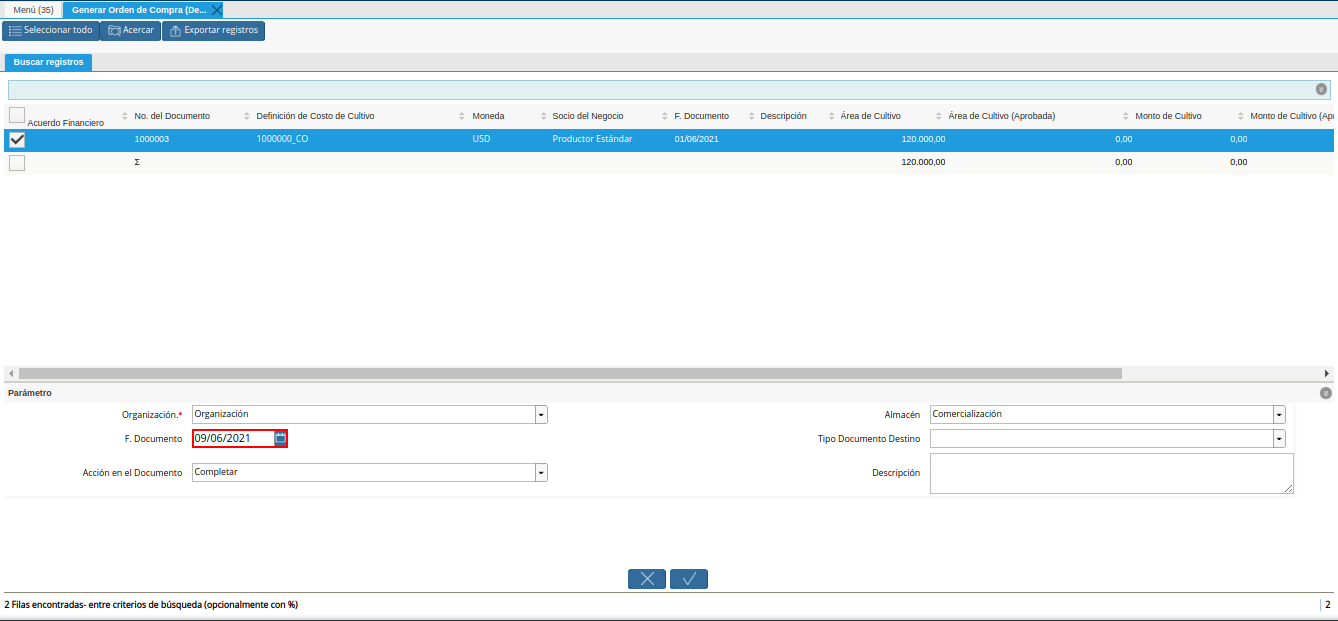 Menú (35) Generar Orden de Compra (De...
Seleccionar todo Acercar Exportar registros
Buscar registros
Acuerdo Financiero No. del Documento Definición de Costo de Cultivo Moneda Socio del Negocio F. Documento Descripción Área de Cultivo Área de Cultivo (Aprobada) Monto de Cultivo Monto de Cultivo (Apr
1000003 1000000_CO USD Productor Estándar 01/06/2021 120.000,00 0,00 0,00
Σ 120.000,00 0,00 0,00
Parámetro
Organización.* Organización Almacén Comercialización
F. Documento 09/06/2021 Tipo Documento Destino
Acción en el Documento Completar Descripción
2 Filas encontradas- entre criterios de búsqueda (opcionalmente con %) 2